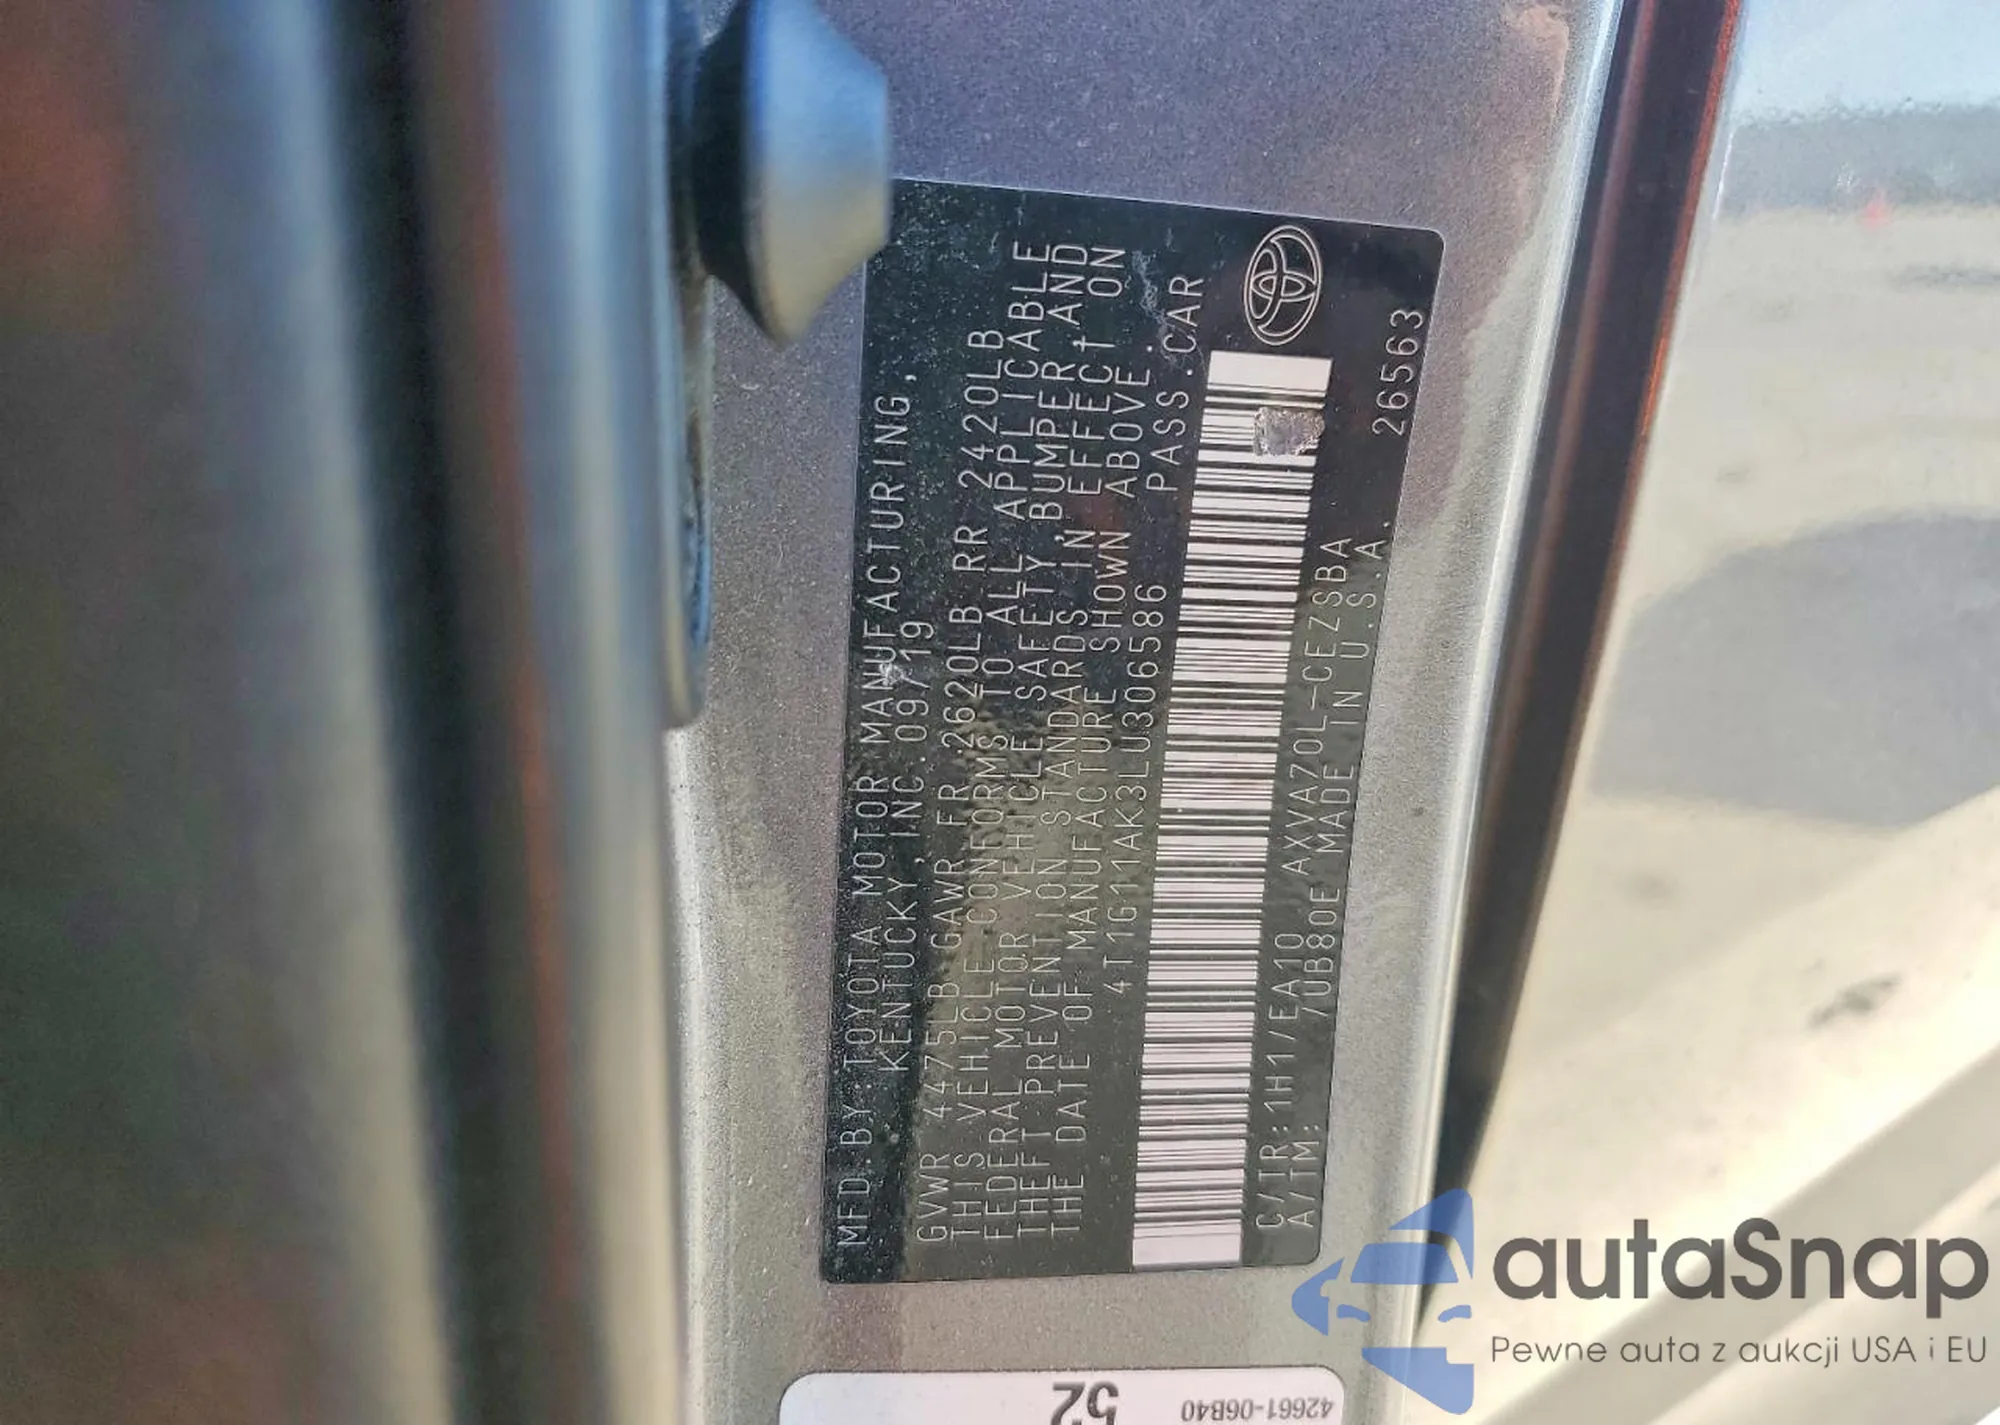 MFD.BY:TOYOTA MOTOR MANUFACTURING,
KENTUCKY,INC.09/19
GVWR 4475LB GAWR FR 2620LB RR 2420LB
THIS VEHICLE CONFORMS TO ALL APPLICABLE
FEDERAL MOTOR VEHICLE SAFETY,BUMPER AND
THEFT PREVENTION STANDARDS IN EFFECT ON
THE DATE OF MANUFACTURE SHOWN ABOVE.
4T1G11AK3LU306586 PASS.CAR
C/TR:1H1/EA10 AXVA70L-CEZSBA
A/TM: /UB80E MADE IN U.S.A. 26563
52
42661-06B40
autaSnap
Pewne auta z aukcji USA i EU